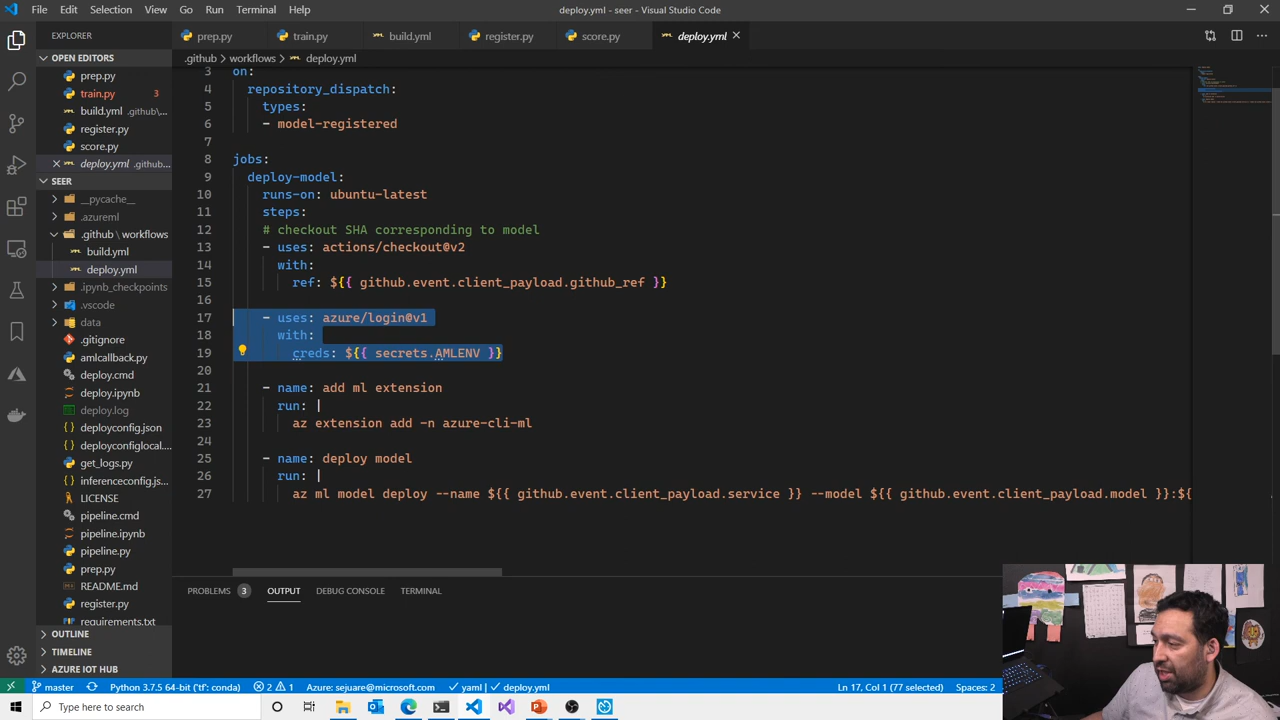 File Edit Selection View Go Run Terminal Help
deploy.yml - seer - Visual Studio Code
EXPLORER
prep.py train.py build.yml register.py score.py deploy.yml
.github > workflows > deploy.yml
OPEN EDITORS
prep.py
train.py 3
build.yml .github\...
register.py
score.py
deploy.yml .github...
SEER
__pycache__
.azureml
.github \ workflows
build.yml
deploy.yml
.ipynb_checkpoints
.vscode
data
.gitignore
amlcallback.py
deploy.cmd
deploy.ipynb
deploy.log
deployconfig.json
deployconfiglocal....
get_logs.py
inferenceconfig.js...
LICENSE
pipeline.cmd
pipeline.ipynb
pipeline.py
prep.py
README.md
register.py
requirements.txt
OUTLINE
TIMELINE
AZURE IOT HUB
3 on:
4 repository_dispatch:
5 types:
6 - model-registered
7
8 jobs:
9 deploy-model:
10 runs-on: ubuntu-latest
11 steps:
12 # checkout SHA corresponding to model
13 - uses: actions/checkout@v2
14 with:
15 ref: ${{ github.event.client_payload.github_ref }}
16
17 - uses: azure/login@v1
18 with:
19 creds: ${{ secrets.AMLENV }}
20
21 - name: add ml extension
22 run: |
23 az extension add -n azure-cli-ml
24
25 - name: deploy model
26 run: |
27 az ml model deploy --name ${{ github.event.client_payload.service }} --model ${{ github.event.client_payload.model }}:${
PROBLEMS 3 OUTPUT DEBUG CONSOLE TERMINAL
master Python 3.7.5 64-bit ('tf': conda) 2 1 Azure: sejuare@microsoft.com yaml | deploy.yml Ln 17, Col 1 (77 selected) Spaces: 2
Type here to search